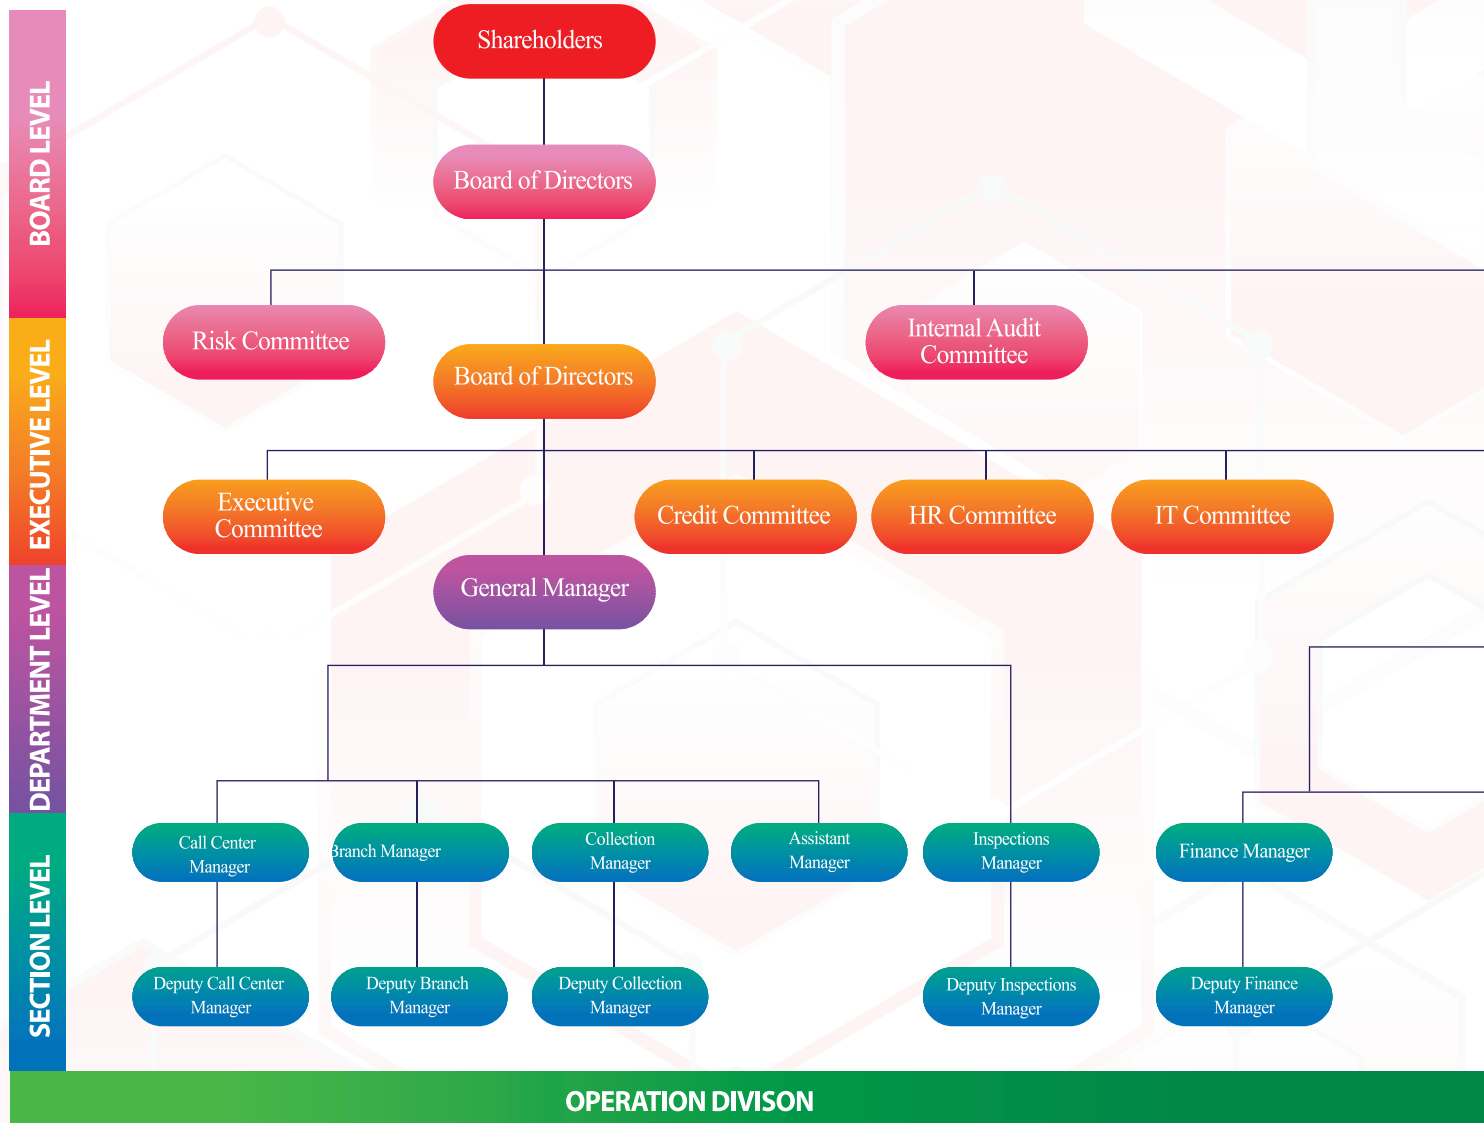 BOARD LEVEL
Shareholders
Board of Directors
Risk Committee
Internal Audit
Committee
EXECUTIVE LEVEL
Board of Directors
Executive
Committee
Credit Committee
HR Committee
IT Committee
DEPARTMENT LEVEL
General Manager
SECTION LEVEL
Call Center
Manager
Branch Manager
Collection
Manager
Assistant
Manager
Inspections
Manager
Finance Manager
Deputy Call Center
Manager
Deputy Branch
Manager
Deputy Collection
Manager
Deputy Inspections
Manager
Deputy Finance
Manager
OPERATION DIVISON